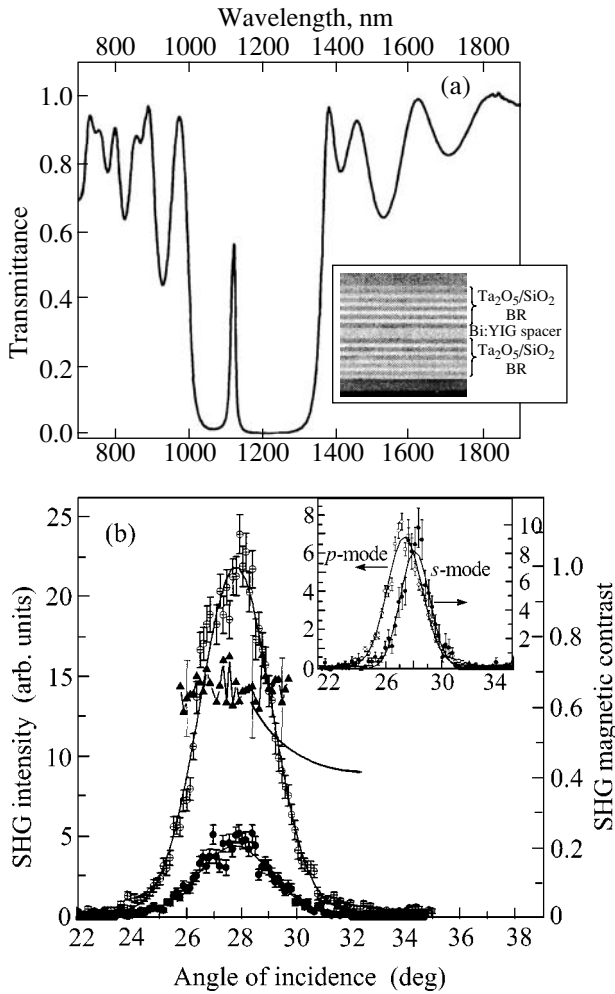 Wavelength, nm
800 1000 1200 1400 1600 1800
(a)
1.0
0.8
0.6
0.4
0.2
0.0
Transmittance
Ta2O5/SiO2
BR
Bi:YIG spacer
Ta2O5/SiO2
BR
800 1000 1200 1400 1600 1800
(b)
25
20
15
10
5
0
SHG intensity (arb. units)
8
6
4
2
0
p-mode
s-mode
10
8
6
4
2
22 26 30 34
1.0
0.8
0.6
0.4
0.2
0
SHG magnetic contrast
22 24 26 28 30 32 34 36 38
Angle of incidence (deg)